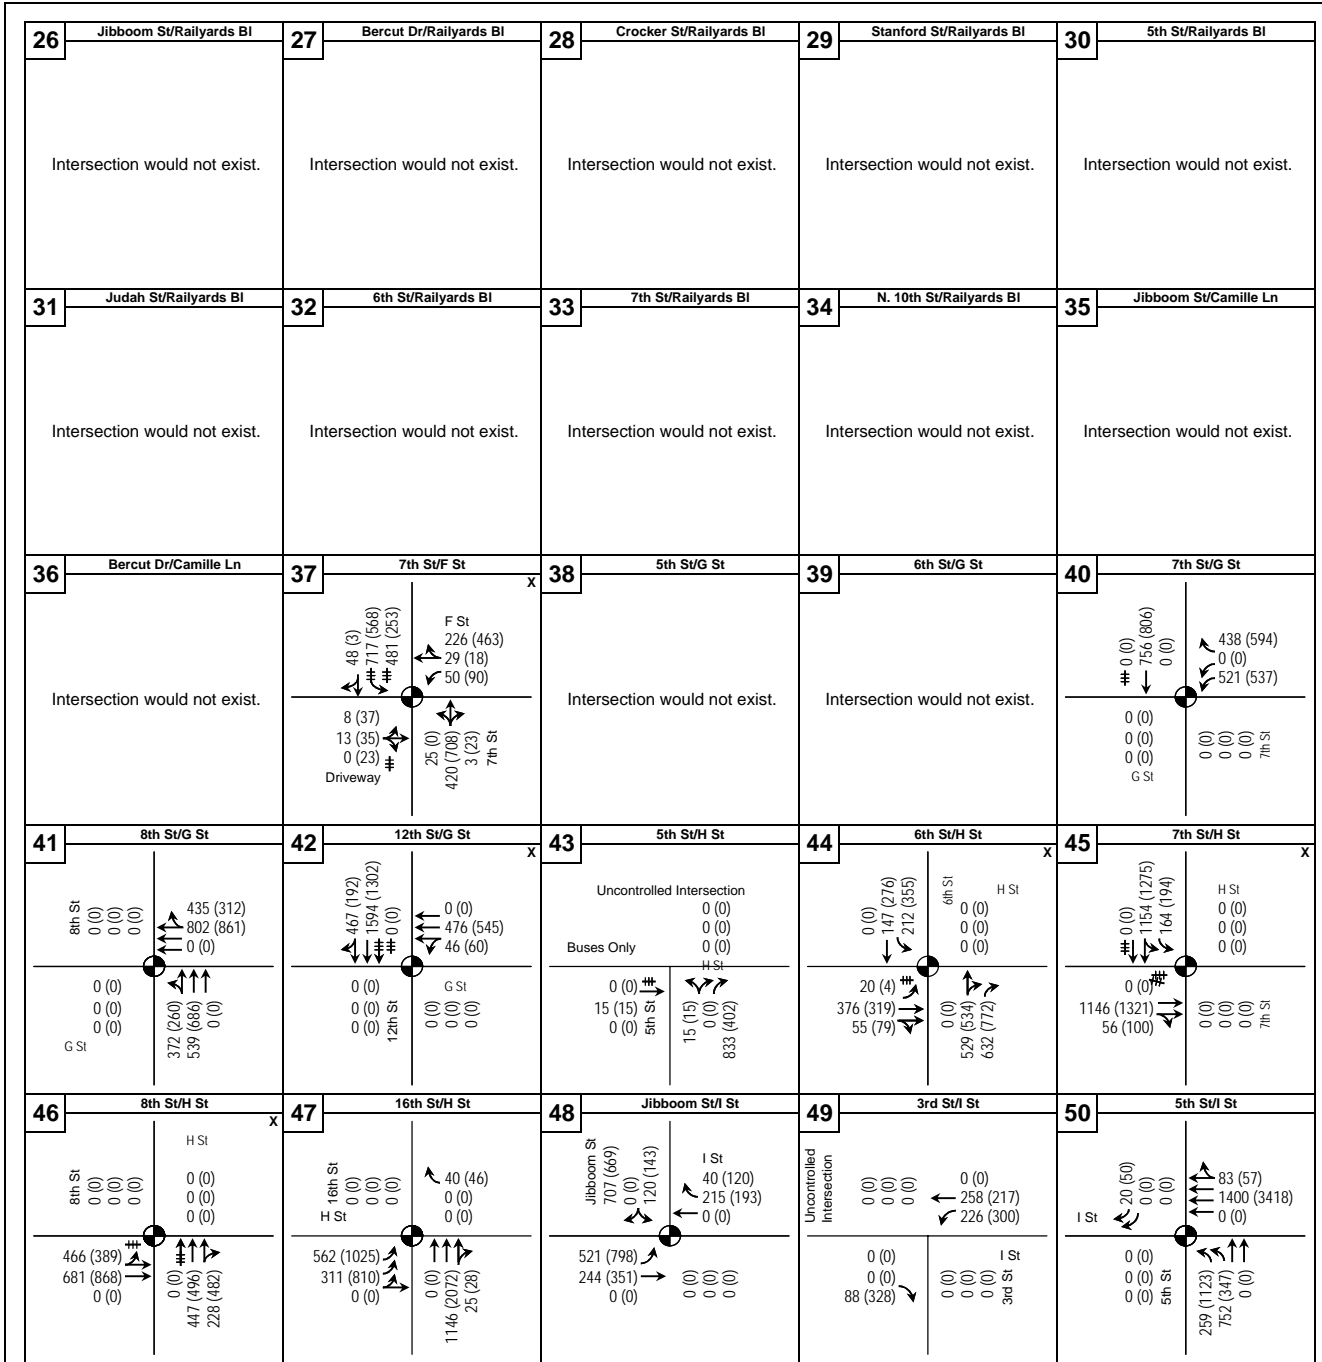 26 Jibboom St/Railyards Bl
Intersection would not exist.
27 Bercut Dr/Railyards Bl
Intersection would not exist.
28 Crocker St/Railyards Bl
Intersection would not exist.
29 Stanford St/Railyards Bl
Intersection would not exist.
30 5th St/Railyards Bl
Intersection would not exist.
31 Judah St/Railyards Bl
Intersection would not exist.
32 6th St/Railyards Bl
Intersection would not exist.
33 7th St/Railyards Bl
Intersection would not exist.
34 N. 10th St/Railyards Bl
Intersection would not exist.
35 Jibboom St/Camille Ln
Intersection would not exist.
36 Bercut Dr/Camille Ln
Intersection would not exist.
37 7th St/F St
X
48 (3)
717 (568)
481 (253)
F St
226 (463)
29 (18)
50 (90)
8 (37)
13 (35)
0 (23)
Driveway
25 (0)
420 (708)
3 (23)
7th St
38 5th St/G St
Intersection would not exist.
39 6th St/G St
Intersection would not exist.
40 7th St/G St
0 (0)
756 (806)
0 (0)
438 (594)
0 (0)
521 (537)
0 (0)
0 (0)
0 (0)
G St
0 (0)
0 (0)
0 (0)
7th St
41 8th St/G St
8th St
0 (0)
0 (0)
0 (0)
435 (312)
802 (861)
0 (0)
0 (0)
0 (0)
0 (0)
G St
372 (260)
539 (686)
0 (0)
42 12th St/G St
X
467 (192)
1594 (1302)
0 (0)
0 (0)
476 (545)
46 (60)
0 (0)
0 (0)
0 (0)
12th St
G St
0 (0)
0 (0)
0 (0)
43 5th St/H St
Uncontrolled Intersection
0 (0)
0 (0)
0 (0)
Buses Only
H St
0 (0)
15 (15)
0 (0)
5th St
15 (15)
0 (0)
833 (402)
44 6th St/H St
X
0 (0)
147 (276)
212 (355)
6th St
H St
0 (0)
0 (0)
0 (0)
20 (4)
376 (319)
55 (79)
0 (0)
529 (534)
632 (772)
45 7th St/H St
X
0 (0)
1154 (1275)
164 (194)
H St
0 (0)
0 (0)
0 (0)
0 (0)
1146 (1321)
56 (100)
0 (0)
0 (0)
0 (0)
7th St
46 8th St/H St
X
H St
8th St
0 (0)
0 (0)
0 (0)
0 (0)
0 (0)
0 (0)
466 (389)
681 (868)
0 (0)
0 (0)
447 (496)
228 (482)
47 16th St/H St
16th St
0 (0)
0 (0)
0 (0)
40 (46)
0 (0)
0 (0)
H St
562 (1025)
311 (810)
0 (0)
0 (0)
1146 (2072)
25 (28)
48 Jibboom St/I St
Jibboom St
707 (669)
0 (0)
120 (143)
I St
40 (120)
215 (193)
0 (0)
521 (798)
244 (351)
0 (0)
0 (0)
0 (0)
0 (0)
49 3rd St/I St
Uncontrolled
Intersection
0 (0)
0 (0)
0 (0)
0 (0)
258 (217)
226 (300)
0 (0)
0 (0)
88 (328)
I St
0 (0)
0 (0)
0 (0)
3rd St
50 5th St/I St
20 (50)
0 (0)
0 (0)
83 (57)
1400 (3418)
0 (0)
I St
0 (0)
0 (0)
0 (0)
5th St
259 (1123)
752 (347)
0 (0)